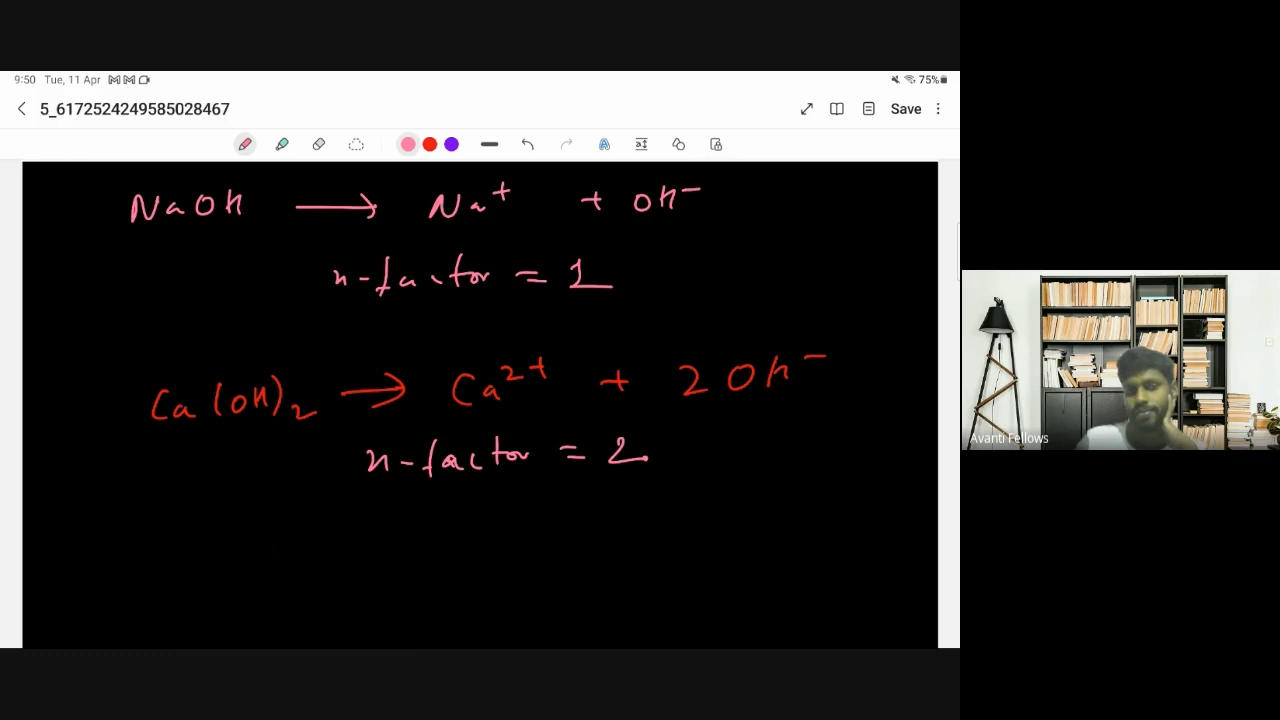 9:50 Tue, 11 Apr
75%
5_6172524249585028467
Save
NaOH → Na⁺ + OH⁻
n-factor = 1
Ca(OH)₂ → Ca²⁺ + 2OH⁻
n-factor = 2
Avanti Fellows